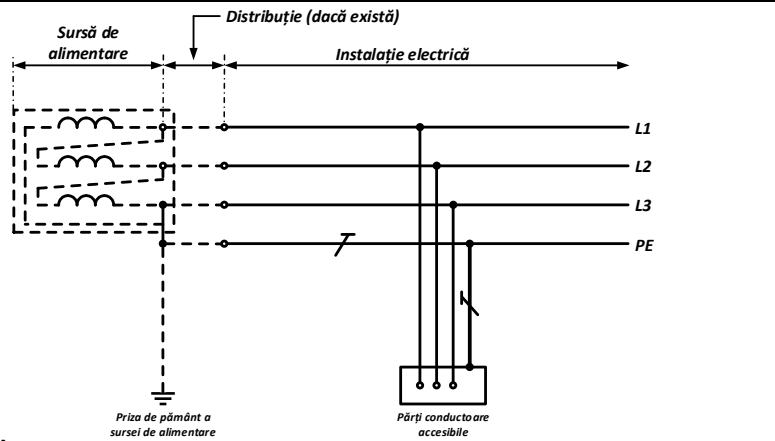 Distribuție (dacă există)
Sursă de
alimentare
Instalație electrică
L1
L2
L3
PE
Priza de pământ a
sursei de alimentare
Părți conductoare
accesibile